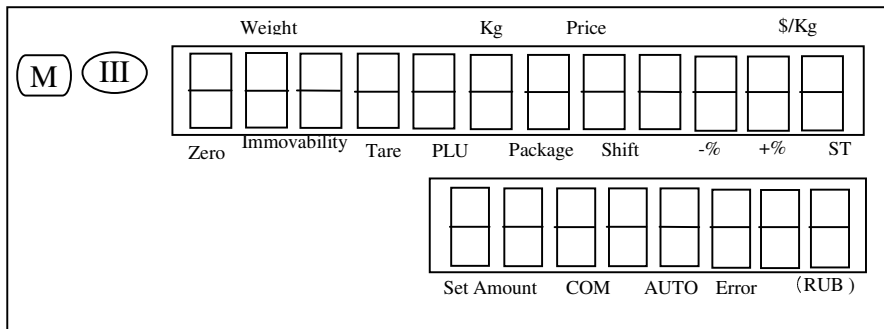 Weight Kg Price $/Kg
M III
Zero Immovability Tare PLU Package Shift -% +% ST
Set Amount COM AUTO Error （RUB）